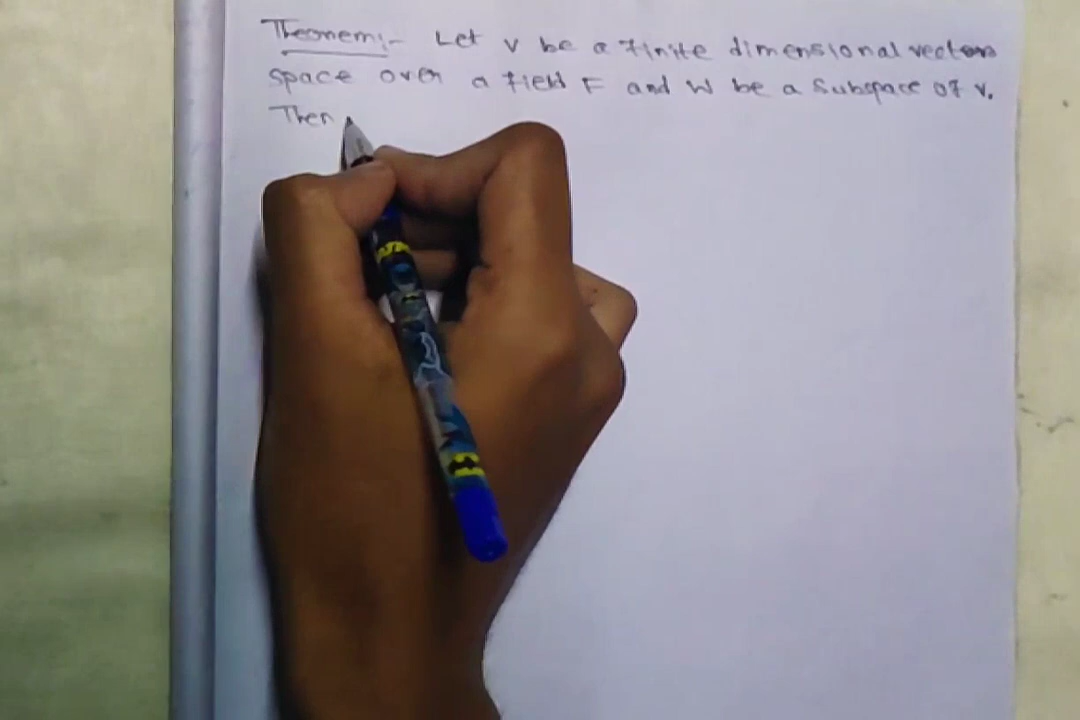 Theorem:- Let V be a finite dimensional vector
space over a field F and W be a Subspace of V.
Then